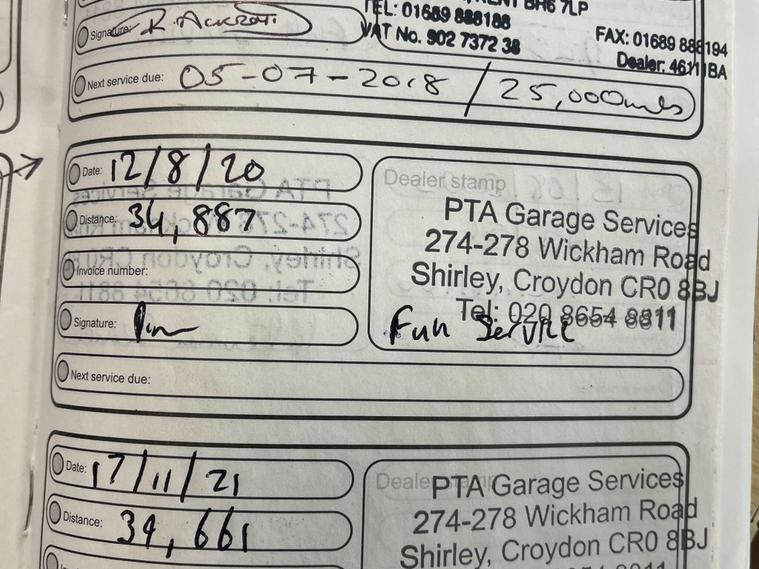 TEL: 01689 888188
VAT No. 902 7372 38
FAX: 01689 888194
Dealer: 46111BA
Signature: R. ACKROTI
Next service due: 05-07-2018 / 25,000mls
Date: 12/8/20
Distance: 34,887
Invoice number:
Signature:
Next service due:
Dealer stamp
PTA Garage Services
274-278 Wickham Road
Shirley, Croydon CR0 8BJ
Tel: 020 8654 8811
Full Service
Date: 17/11/21
Distance: 39,661
Dealer
PTA Garage Services
274-278 Wickham Road
Shirley, Croydon CR0 8BJ